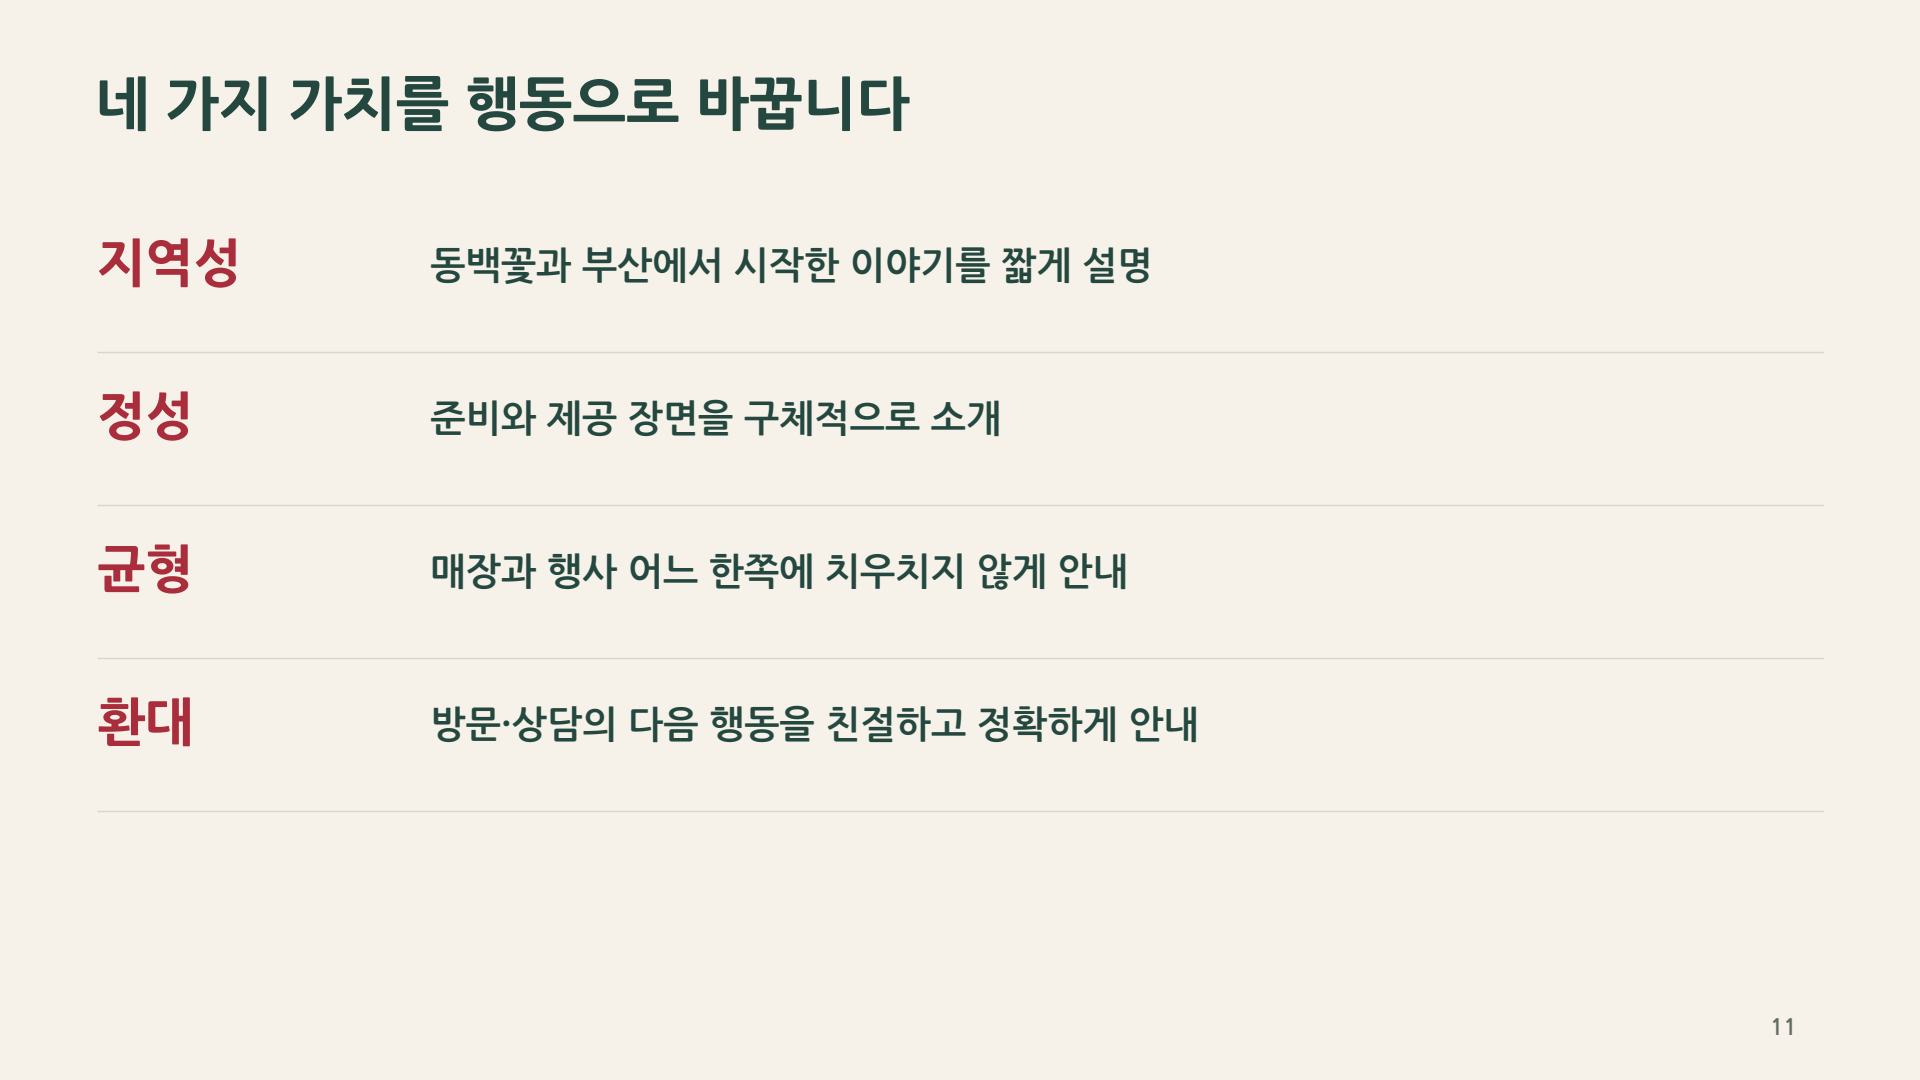 네 가지 가치를 행동으로 바꿉니다
지역성
동백꽃과 부산에서 시작한 이야기를 짧게 설명
정성
준비와 제공 장면을 구체적으로 소개
균형
매장과 행사 어느 한쪽에 치우치지 않게 안내
환대
방문·상담의 다음 행동을 친절하고 정확하게 안내
11